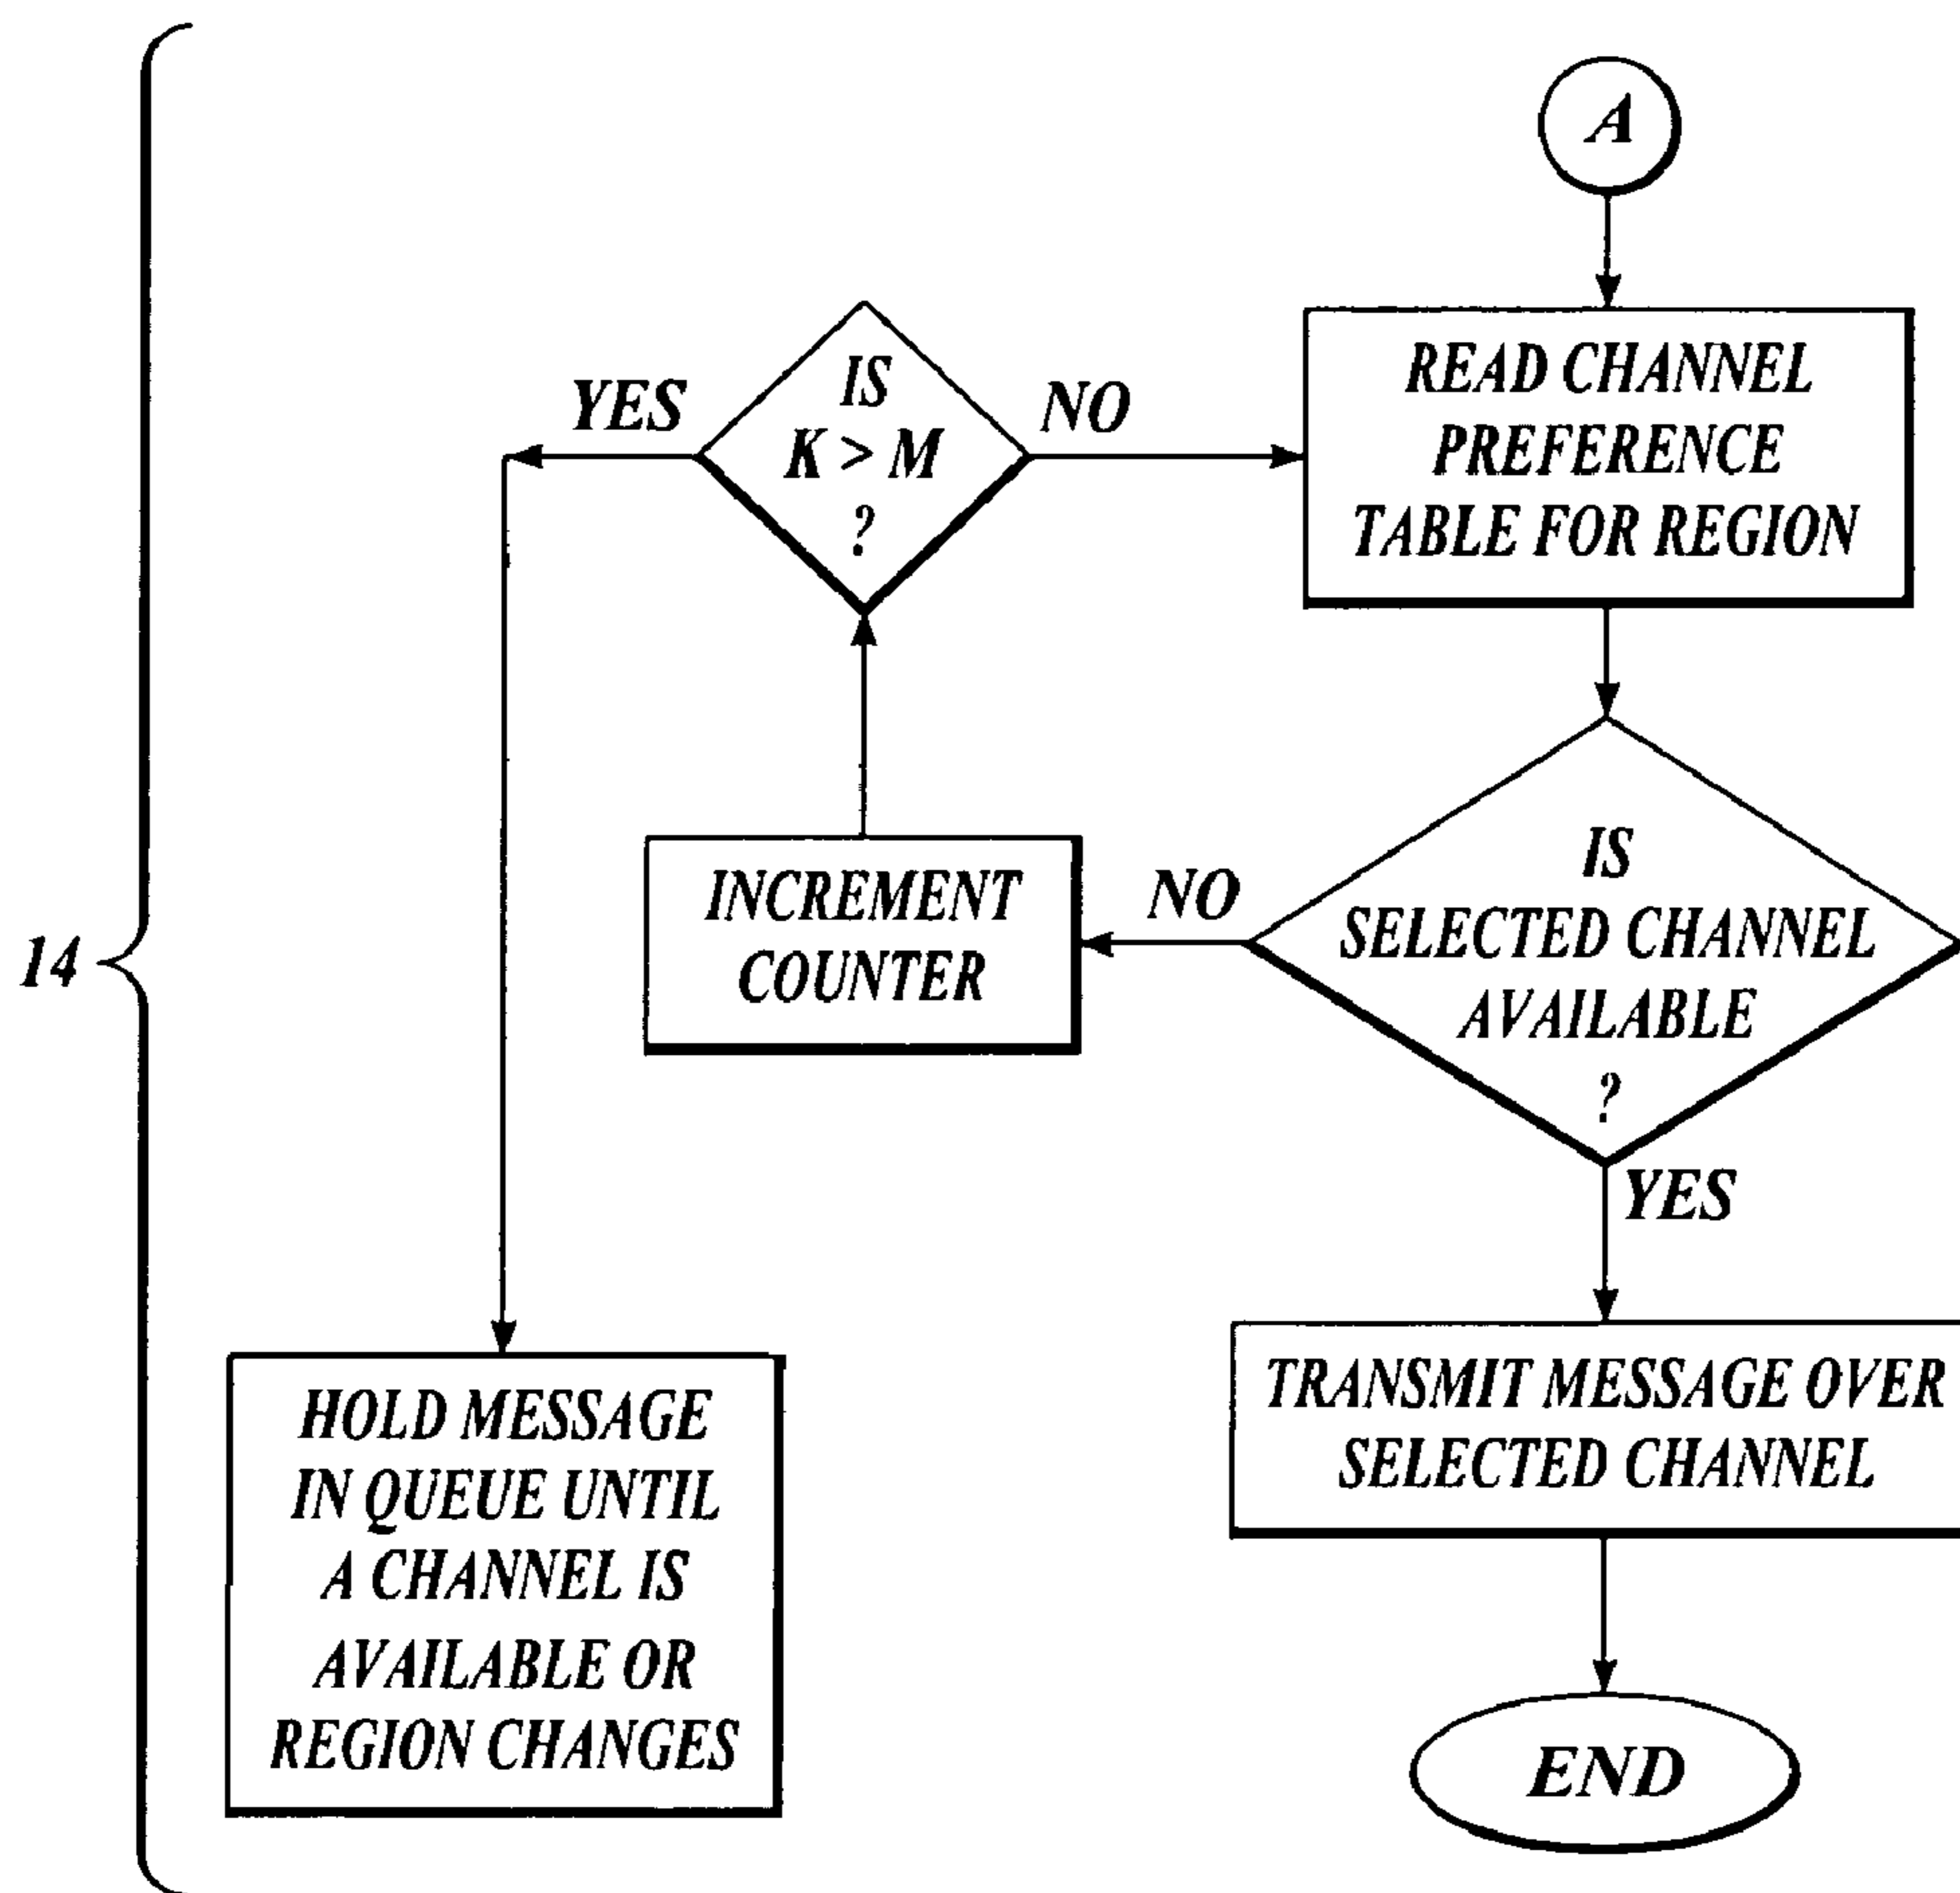 A
READ CHANNEL
PREFERENCE
TABLE FOR REGION
IS
K > M
?
YES
NO
IS
SELECTED CHANNEL
AVAILABLE
?
NO
YES
INCREMENT
COUNTER
14
HOLD MESSAGE
IN QUEUE UNTIL
A CHANNEL IS
AVAILABLE OR
REGION CHANGES
TRANSMIT MESSAGE OVER
SELECTED CHANNEL
END